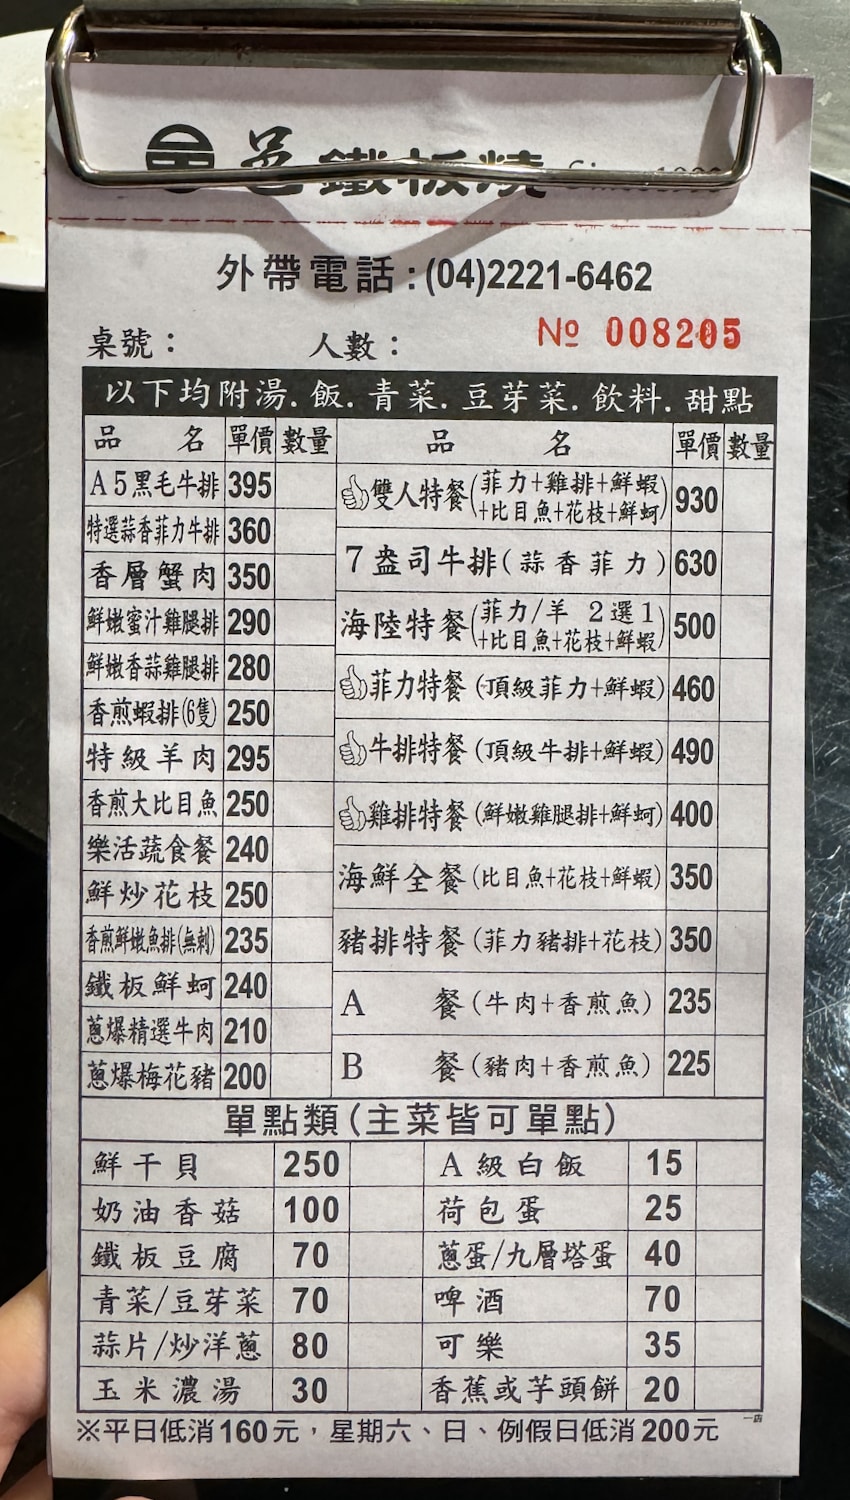 邑鐵板燒
外帶電話:(04)2221-6462
桌號： 人數： № 008205
以下均附湯.飯.青菜.豆芽菜.飲料.甜點
品名 單價 數量 品名 單價 數量
A5黑毛牛排 395
特選蒜香菲力牛排 360
香層蟹肉 350
鮮嫩蜜汁雞腿排 290
鮮嫩香蒜雞腿排 280
香煎蝦排(6隻) 250
特級羊肉 295
香煎大比目魚 250
樂活蔬食餐 240
鮮炒花枝 250
香煎鮮嫩魚排(無刺) 235
鐵板鮮蚵 240
蔥爆精選牛肉 210
蔥爆梅花豬 200
雙人特餐(菲力+雞排+鮮蝦+比目魚+花枝+鮮蚵) 930
7盎司牛排(蒜香菲力) 630
海陸特餐(菲力/羊 2選1+比目魚+花枝+鮮蝦) 500
菲力特餐(頂級菲力+鮮蝦) 460
牛排特餐(頂級牛排+鮮蝦) 490
雞排特餐(鮮嫩雞腿排+鮮蚵) 400
海鮮全餐(比目魚+花枝+鮮蝦) 350
豬排特餐(菲力豬排+花枝) 350
A 餐(牛肉+香煎魚) 235
B 餐(豬肉+香煎魚) 225
單點類(主菜皆可單點)
鮮干貝 250 A級白飯 15
奶油香菇 100 荷包蛋 25
鐵板豆腐 70 蔥蛋/九層塔蛋 40
青菜/豆芽菜 70 啤酒 70
蒜片/炒洋蔥 80 可樂 35
玉米濃湯 30 香蕉或芋頭餅 20
※平日低消160元，星期六、日、例假日低消200元
一店